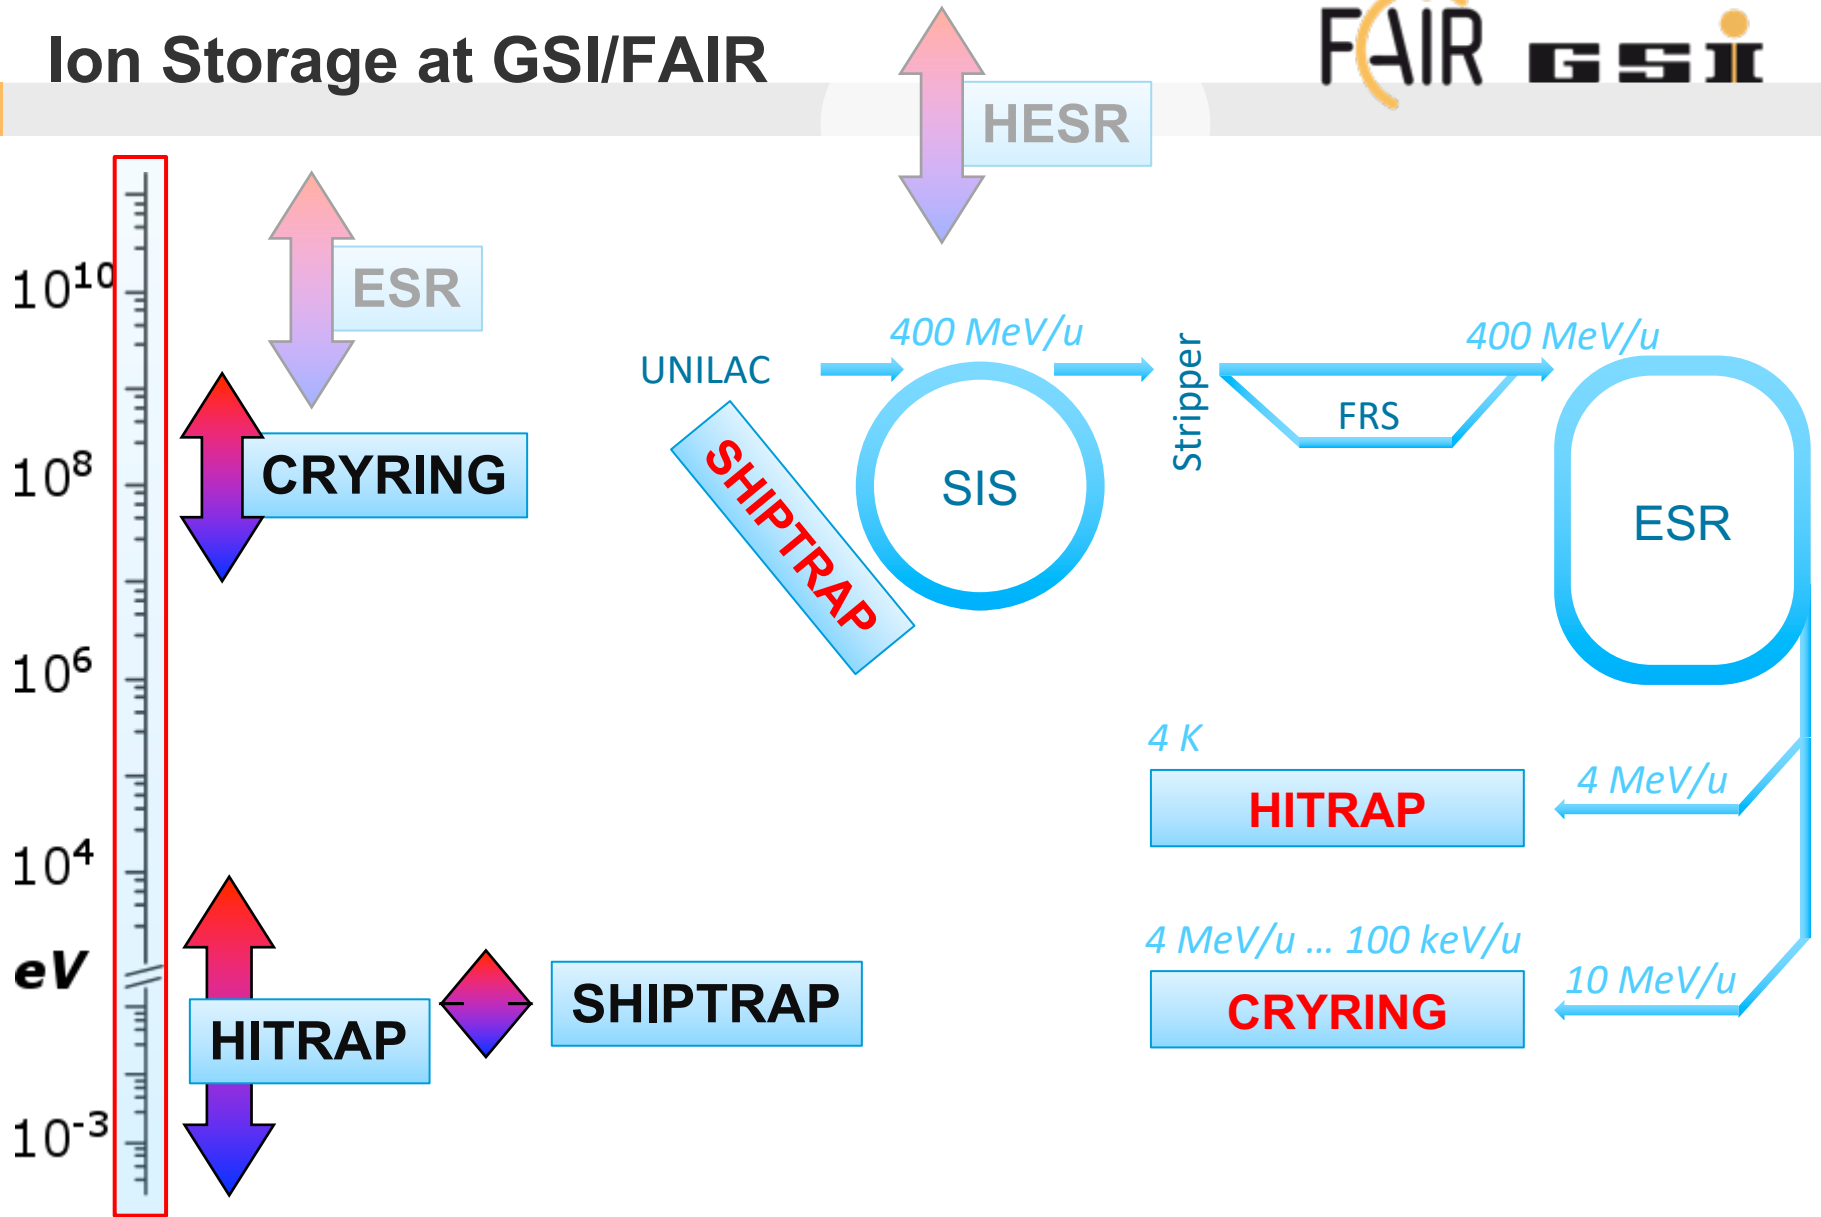 Ion Storage at GSI/FAIR
FAIR GSI
HESR
ESR
10¹⁰
400 MeV/u
400 MeV/u
UNILAC
Stripper
FRS
CRYRING
10⁸
SHIPTRAP
SIS
ESR
10⁶
4 K
HITRAP
4 MeV/u
10⁴
4 MeV/u ... 100 keV/u
eV
CRYRING
10 MeV/u
SHIPTRAP
HITRAP
10⁻³